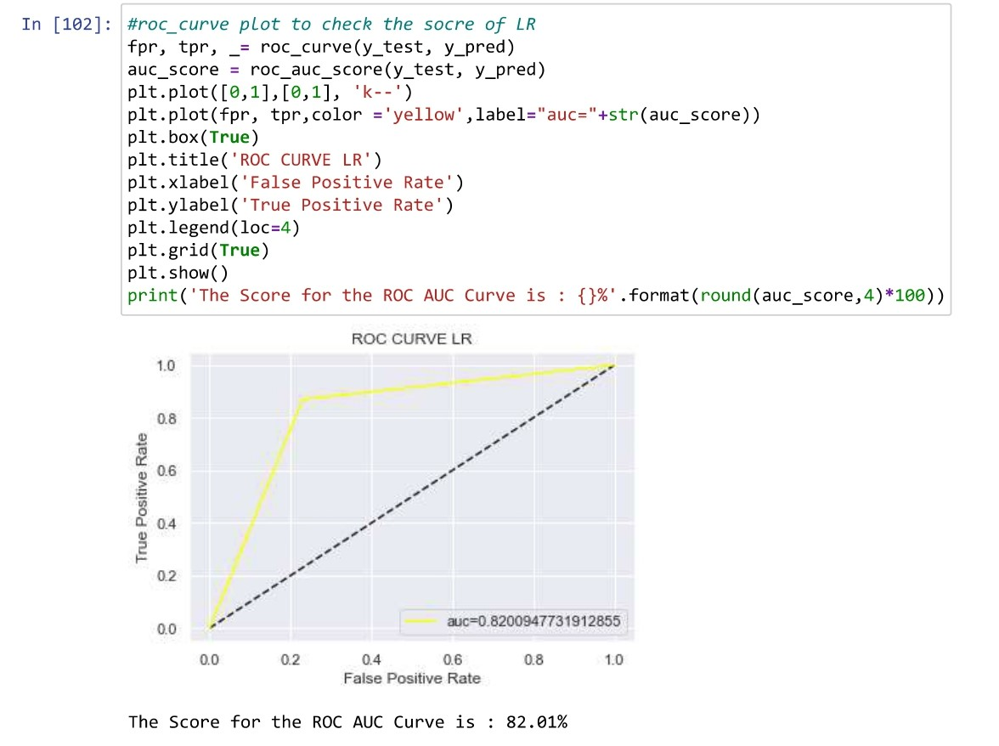 In [102]: #roc_curve plot to check the socre of LR
fpr, tpr, _= roc_curve(y_test, y_pred)
auc_score = roc_auc_score(y_test, y_pred)
plt.plot([0,1],[0,1], 'k--')
plt.plot(fpr, tpr,color ='yellow',label="auc="+str(auc_score))
plt.box(True)
plt.title('ROC CURVE LR')
plt.xlabel('False Positive Rate')
plt.ylabel('True Positive Rate')
plt.legend(loc=4)
plt.grid(True)
plt.show()
print('The Score for the ROC AUC Curve is : {}%'.format(round(auc_score,4)*100))
ROC CURVE LR
True Positive Rate
1.0
0.8
0.6
0.4
0.2
0.0
auc=0.8200947731912855
0.0 0.2 0.4 0.6 0.8 1.0
False Positive Rate
The Score for the ROC AUC Curve is : 82.01%